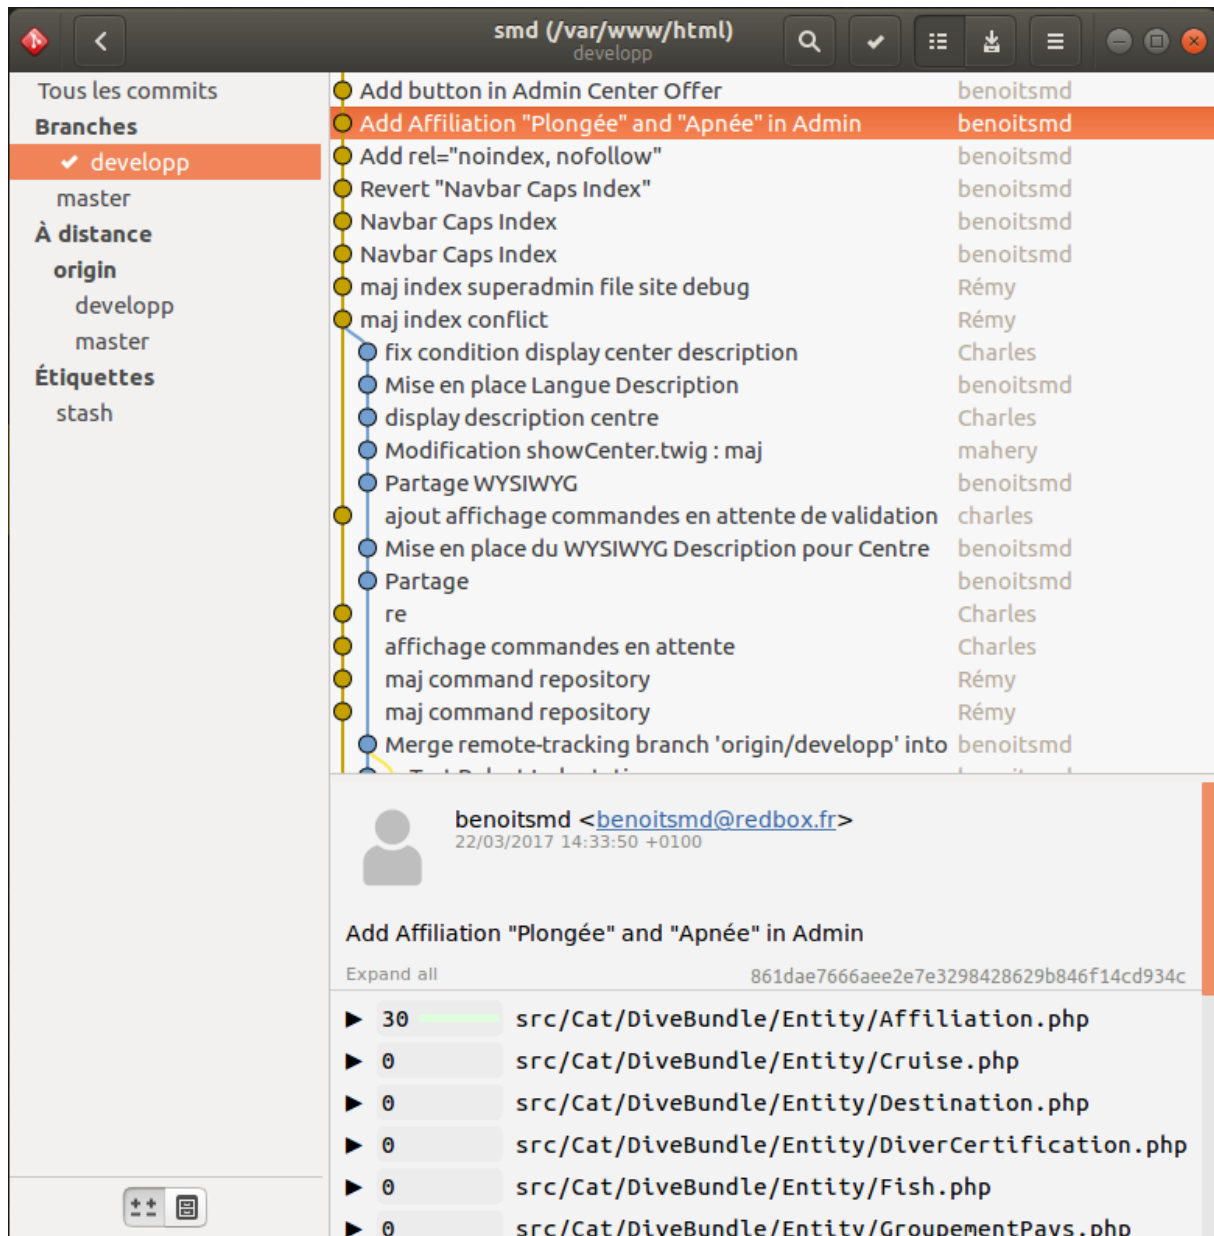 smd (/var/www/html)
developp
Tous les commits
Branches
developp
master
À distance
origin
developp
master
Étiquettes
stash
Add button in Admin Center Offer benoitsmd
Add Affiliation "Plongée" and "Apnée" in Admin benoitsmd
Add rel="noindex, nofollow" benoitsmd
Revert "Navbar Caps Index" benoitsmd
Navbar Caps Index benoitsmd
Navbar Caps Index benoitsmd
maj index superadmin file site debug Rémy
maj index conflict Rémy
fix condition display center description Charles
Mise en place Langue Description benoitsmd
display description centre Charles
Modification showCenter.twig : maj mahery
Partage WYSIWYG benoitsmd
ajout affichage commandes en attente de validation charles
Mise en place du WYSIWYG Description pour Centre benoitsmd
Partage benoitsmd
re Charles
affichage commandes en attente Charles
maj command repository Rémy
maj command repository Rémy
Merge remote-tracking branch 'origin/developp' into benoitsmd
benoitsmd <benoitsmd@redbox.fr>
22/03/2017 14:33:50 +0100
Add Affiliation "Plongée" and "Apnée" in Admin
Expand all 861dae7666aee2e7e3298428629b846f14cd934c
30 src/Cat/DiveBundle/Entity/Affiliation.php
0 src/Cat/DiveBundle/Entity/Cruise.php
0 src/Cat/DiveBundle/Entity/Destination.php
0 src/Cat/DiveBundle/Entity/DiverCertification.php
0 src/Cat/DiveBundle/Entity/Fish.php
0 src/Cat/DiveBundle/Entity/GroupementPays.php